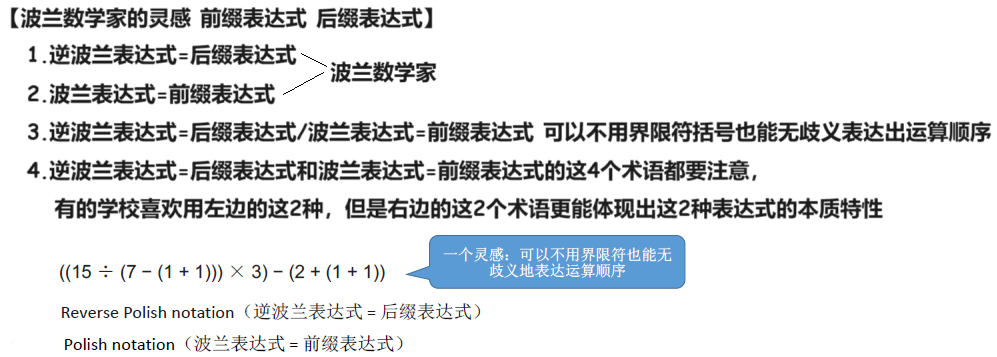 【波兰数学家的灵感 前缀表达式 后缀表达式】
1.逆波兰表达式=后缀表达式
波兰数学家
2.波兰表达式=前缀表达式
3.逆波兰表达式=后缀表达式/波兰表达式=前缀表达式 可以不用界限符括号也能无歧义表达出运算顺序
4.逆波兰表达式=后缀表达式和波兰表达式=前缀表达式的这4个术语都要注意，
有的学校喜欢用左边的这2种，但是右边的这2个术语更能体现出这2种表达式的本质特性
一个灵感：可以不用界限符也能无
歧义地表达运算顺序
((15 ÷ (7 − (1 + 1))) × 3) − (2 + (1 + 1))
Reverse Polish notation（逆波兰表达式 = 后缀表达式）
Polish notation（波兰表达式 = 前缀表达式）